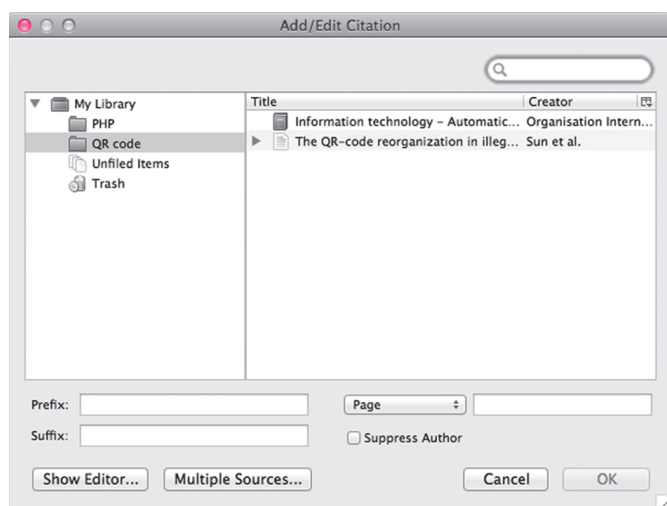 Add/Edit Citation
My Library
PHP
QR code
Unfiled Items
Trash
Title Creator
Information technology – Automatic... Organisation Intern...
The QR-code reorganization in illeg... Sun et al.
Prefix:
Page
Suffix:
Suppress Author
Show Editor... Multiple Sources... Cancel OK